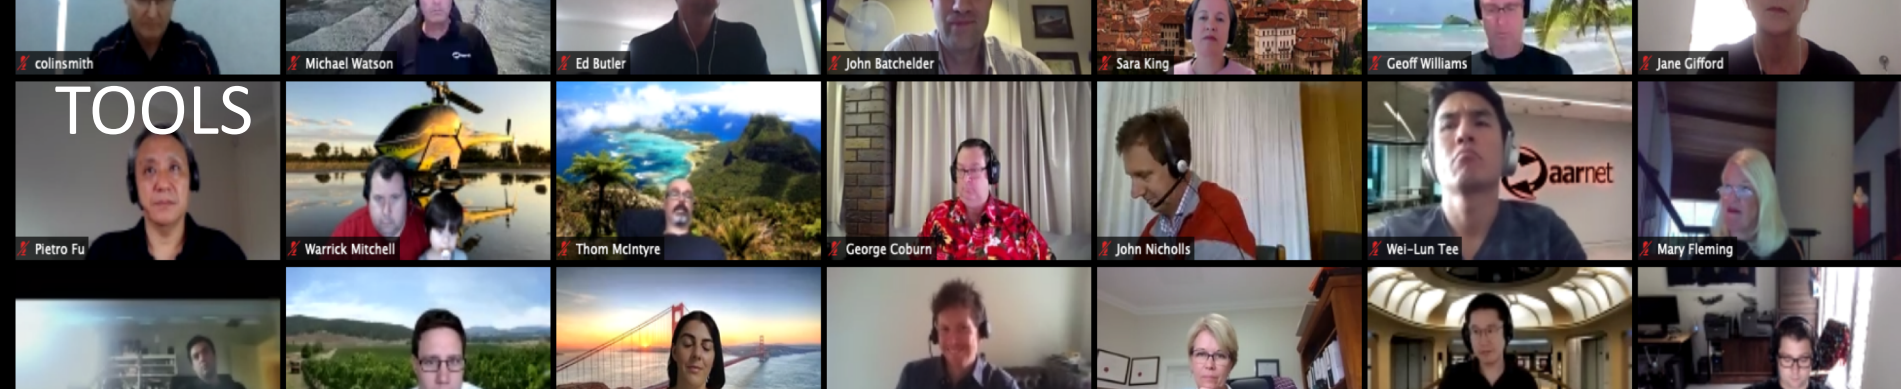 colinsmith
Michael Watson
Ed Butler
John Batchelder
Sara King
Geoff Williams
Jane Gifford
TOOLS
aarnet
Pietro Fu
Warrick Mitchell
Thom McIntyre
George Coburn
John Nicholls
Wei-Lun Tee
Mary Fleming